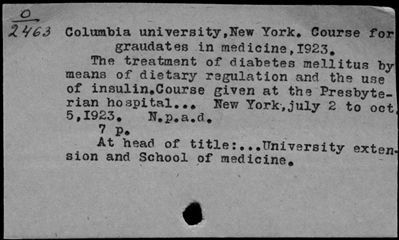 O
2463
Columbia university,New York. Course for
graudates in medicine,I923.
The treatment of diabetes mellitus by
means of dietary regulation and the use
of insulin.Course given at the Presbyte-
rian hospital... New York,july 2 to oct.
5,I923. N.p.a.d.
7 p.
At head of title:...University exten-
sion and School of medicine.